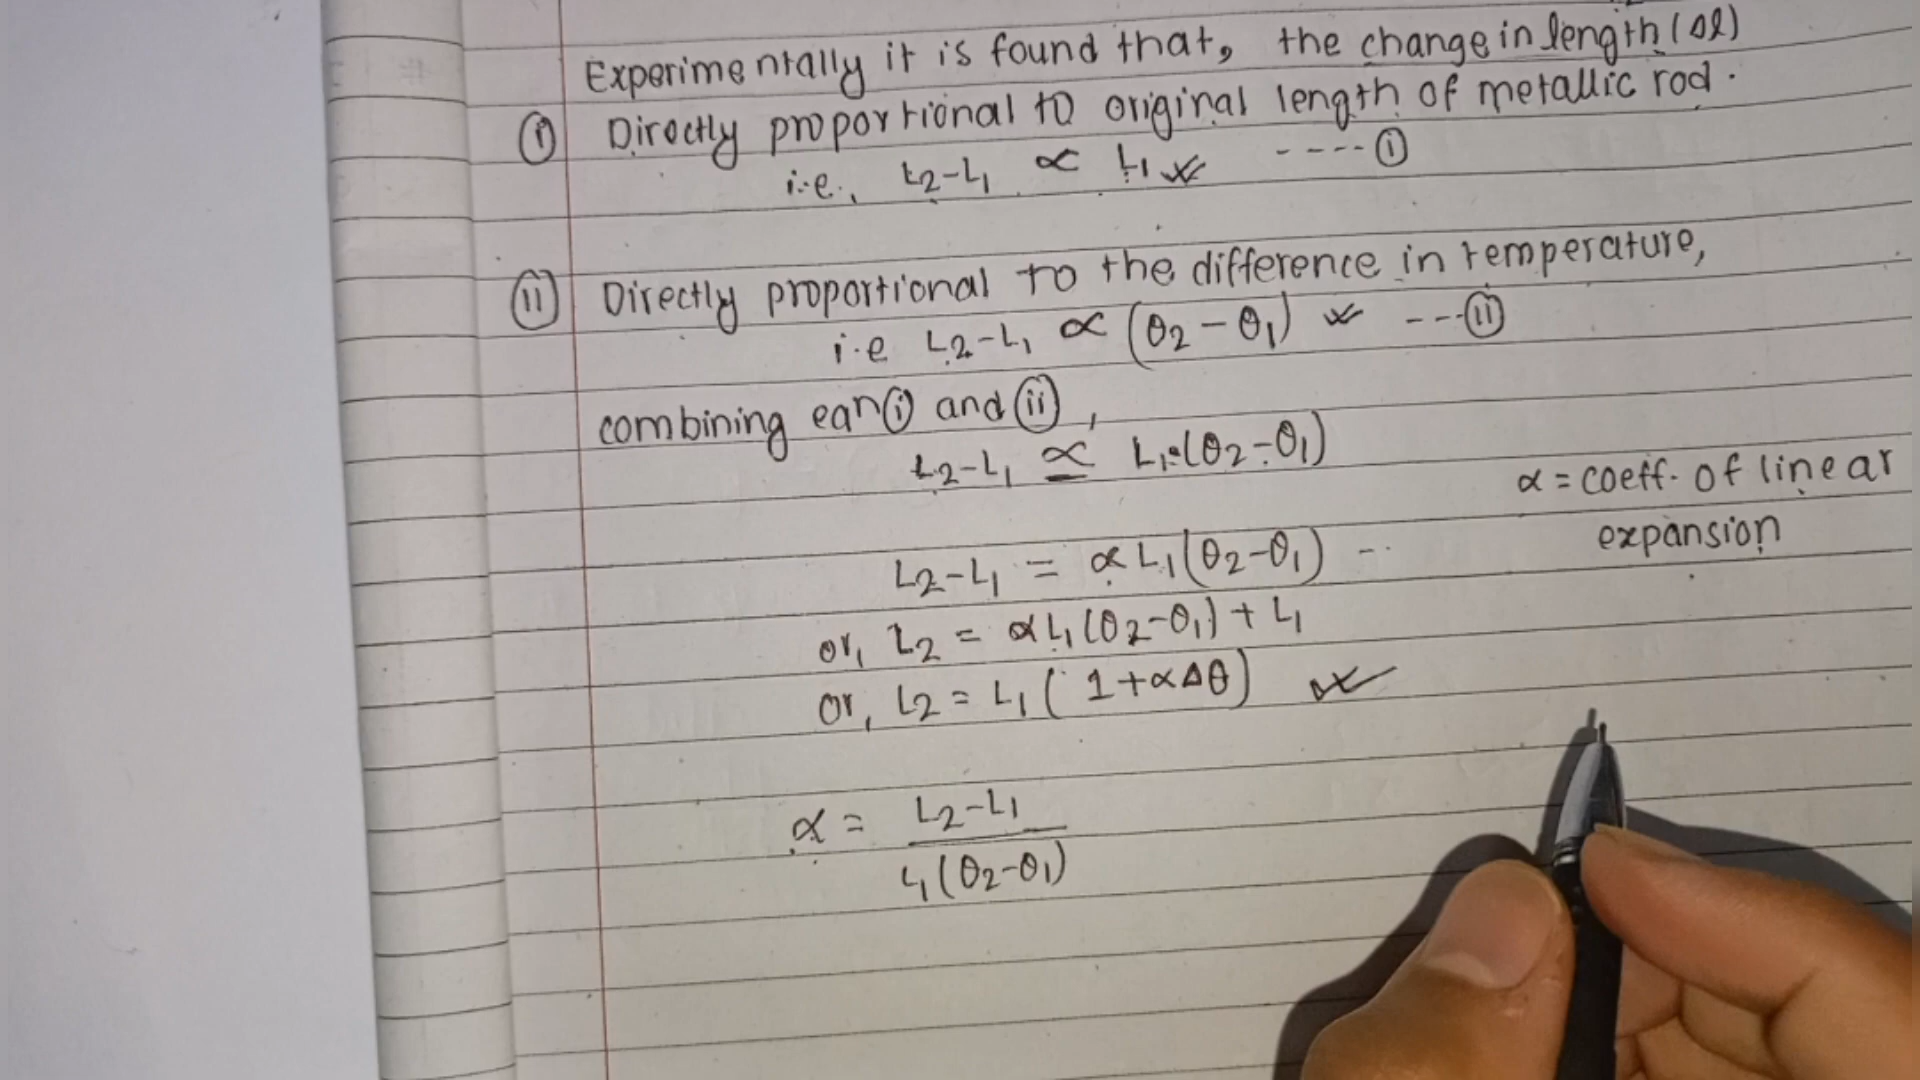 Experimentally it is found that, the change in length (Δl)
(i) Directly proportional to original length of metallic rod.
i.e., L2-L1 ∝ L1 ----(i)
(ii) Directly proportional to the difference in temperature,
i.e L2-L1 ∝ (θ2-θ1) ---(ii)
combining eqn(i) and (ii),
L2-L1 ∝ L1.(θ2-θ1)
α = coeff. of linear
expansion
L2-L1 = αL1(θ2-θ1) --
or, L2 = αL1(θ2-θ1) + L1
or, L2 = L1(1+αΔθ)
α = L2-L1
L1(θ2-θ1)